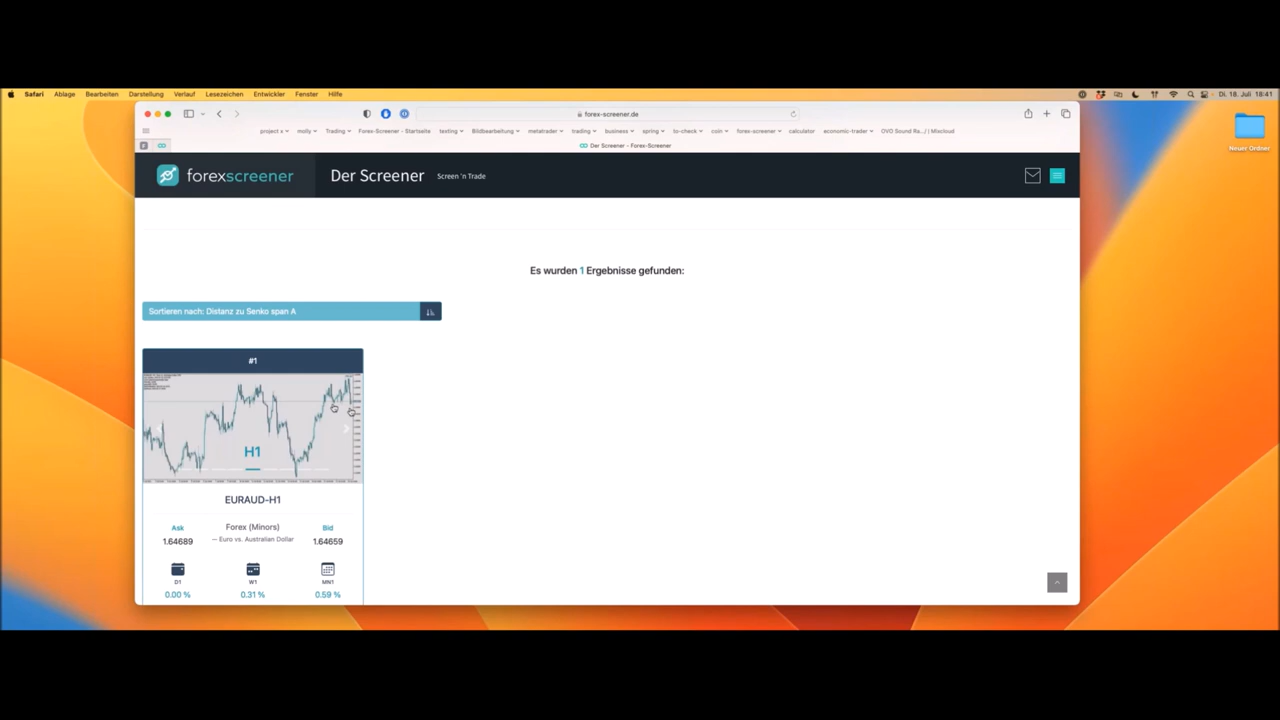 Safari Ablage Bearbeiten Darstellung Verlauf Lesezeichen Entwickler Fenster Hilfe Di. 18. Juli 18:41
forex-screener.de
project x molly Trading Forex-Screener - Startseite texting Bildbearbeitung metatrader trading business spring to-check coin forex-screener calculator economic-trader OVO Sound Ra.../ | Mixcloud
Der Screener - Forex-Screener
Neuer Ordner
forexscreener Der Screener Screen 'n Trade
Es wurden 1 Ergebnisse gefunden:
Sortieren nach: Distanz zu Senko span A
#1
H1
EURAUD-H1
Ask Forex (Minors) Bid
1.64689 — Euro vs. Australian Dollar 1.64659
D1 W1 MN1
0.00 % 0.31 % 0.59 %